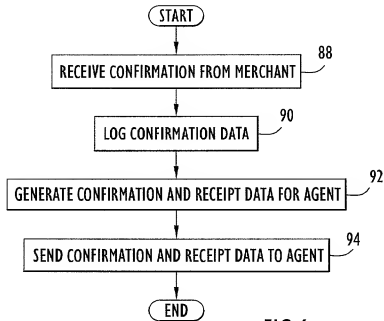 START
RECEIVE CONFIRMATION FROM MERCHANT
88
LOG CONFIRMATION DATA
90
GENERATE CONFIRMATION AND RECEIPT DATA FOR AGENT
92
SEND CONFIRMATION AND RECEIPT DATA TO AGENT
94
END